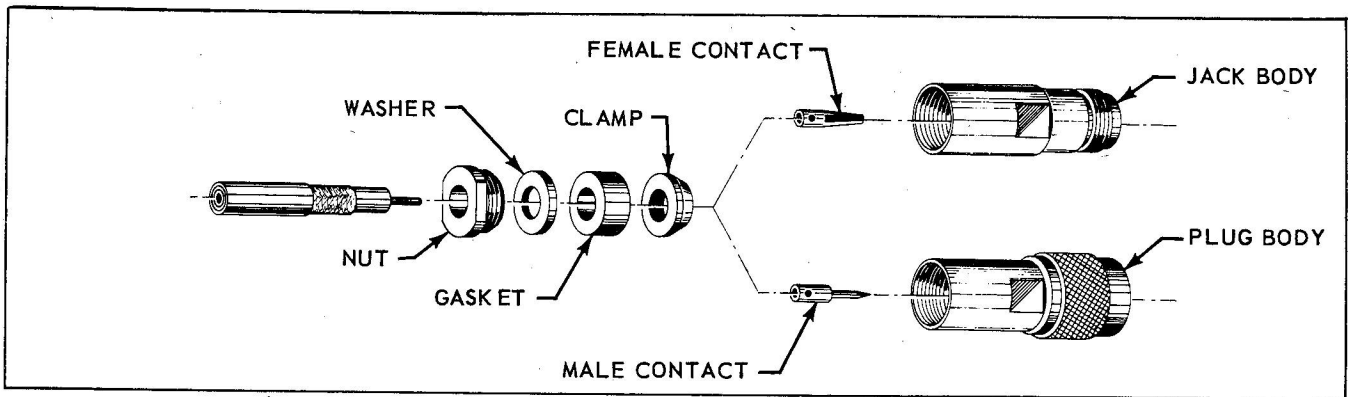 FEMALE CONTACT
JACK BODY
WASHER
CLAMP
NUT
GASKET
PLUG BODY
MALE CONTACT